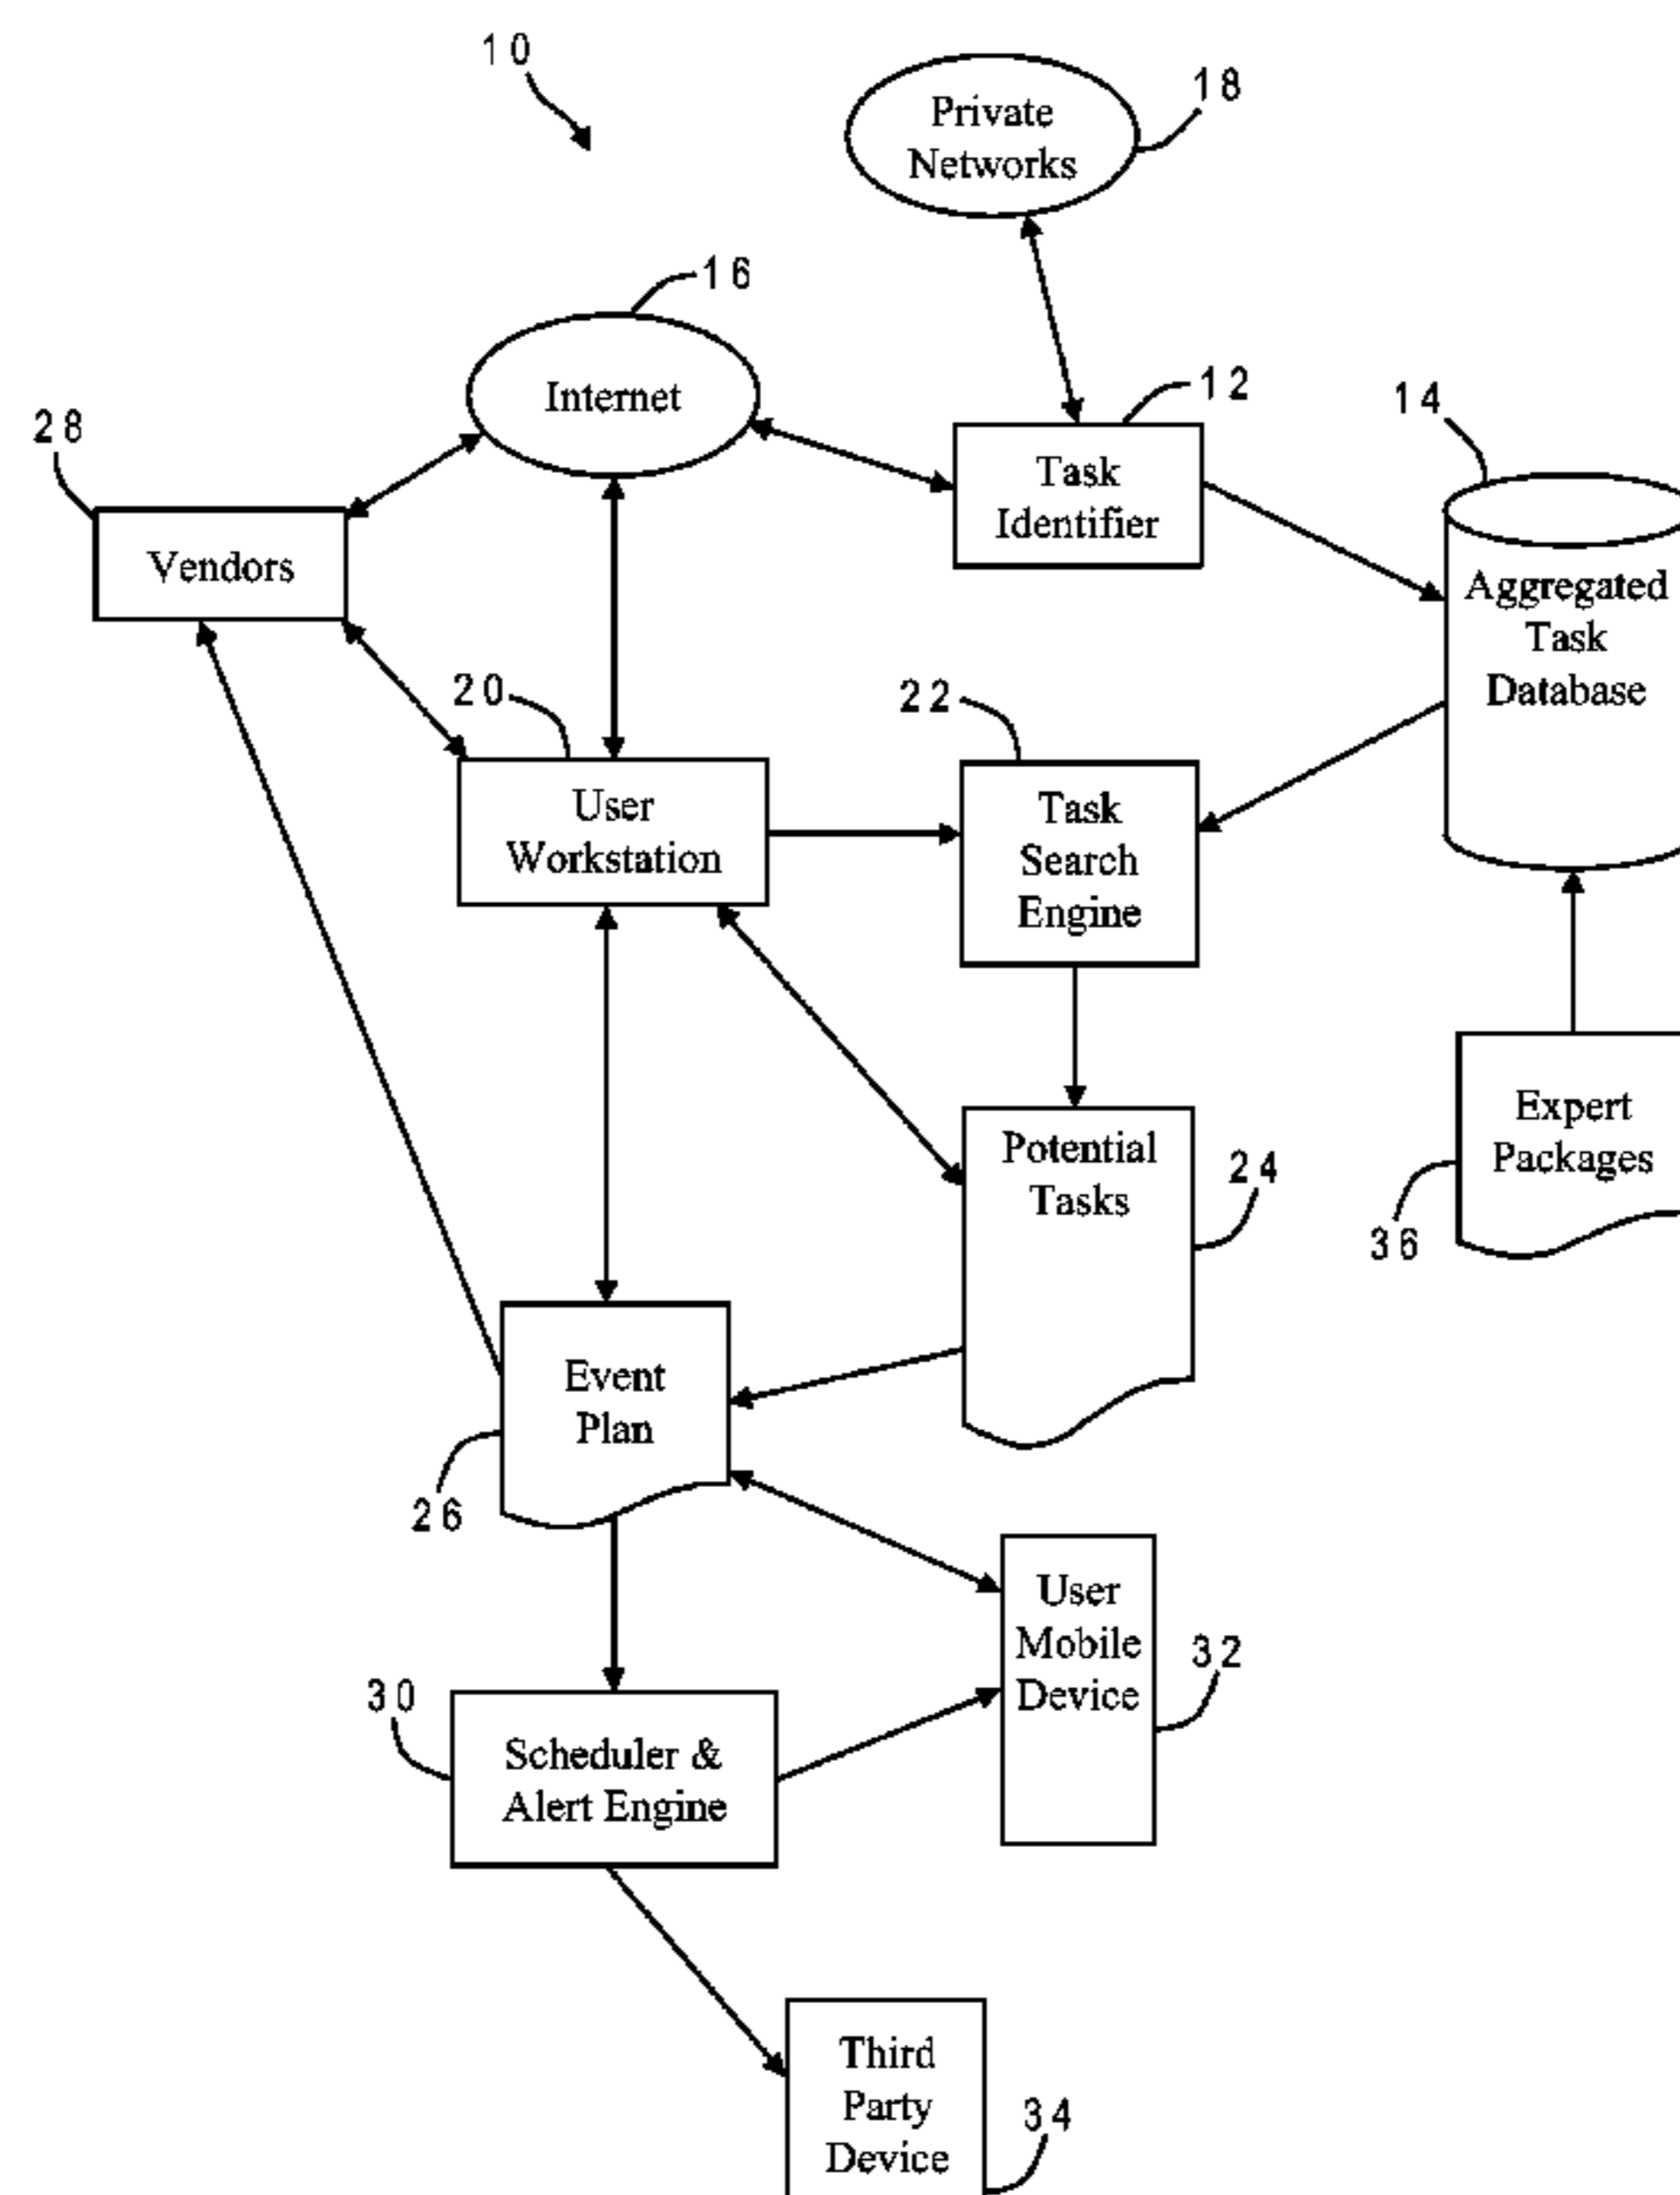 10
Private
Networks
18
16
Internet
12
Task
Identifier
14
28
Vendors
Aggregated
Task
Database
20
User
Workstation
22
Task
Search
Engine
Expert
Packages
36
Potential
Tasks
24
Event
Plan
26
User
Mobile
Device
32
30
Scheduler &
Alert Engine
Third
Party
Device
34